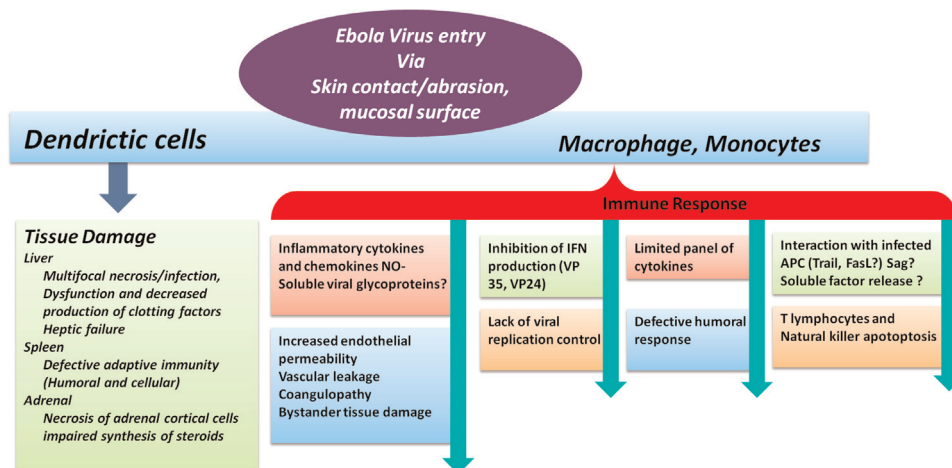 Ebola Virus entry
Via
Skin contact/abrasion,
mucosal surface
Dendrictic cells
Macrophage, Monocytes
Immune Response
Tissue Damage
Liver
Multifocal necrosis/infection,
Dysfunction and decreased
production of clotting factors
Heptic failure
Spleen
Defective adaptive immunity
(Humoral and cellular)
Adrenal
Necrosis of adrenal cortical cells
impaired synthesis of steroids
Inflammatory cytokines
and chemokines NO-
Soluble viral glycoproteins?
Increased endothelial
permeability
Vascular leakage
Coangulopathy
Bystander tissue damage
Inhibition of IFN
production (VP
35, VP24)
Lack of viral
replication control
Limited panel of
cytokines
Defective humoral
response
Interaction with infected
APC (Trail, FasL?) Sag?
Soluble factor release ?
T lymphocytes and
Natural killer apotoptosis